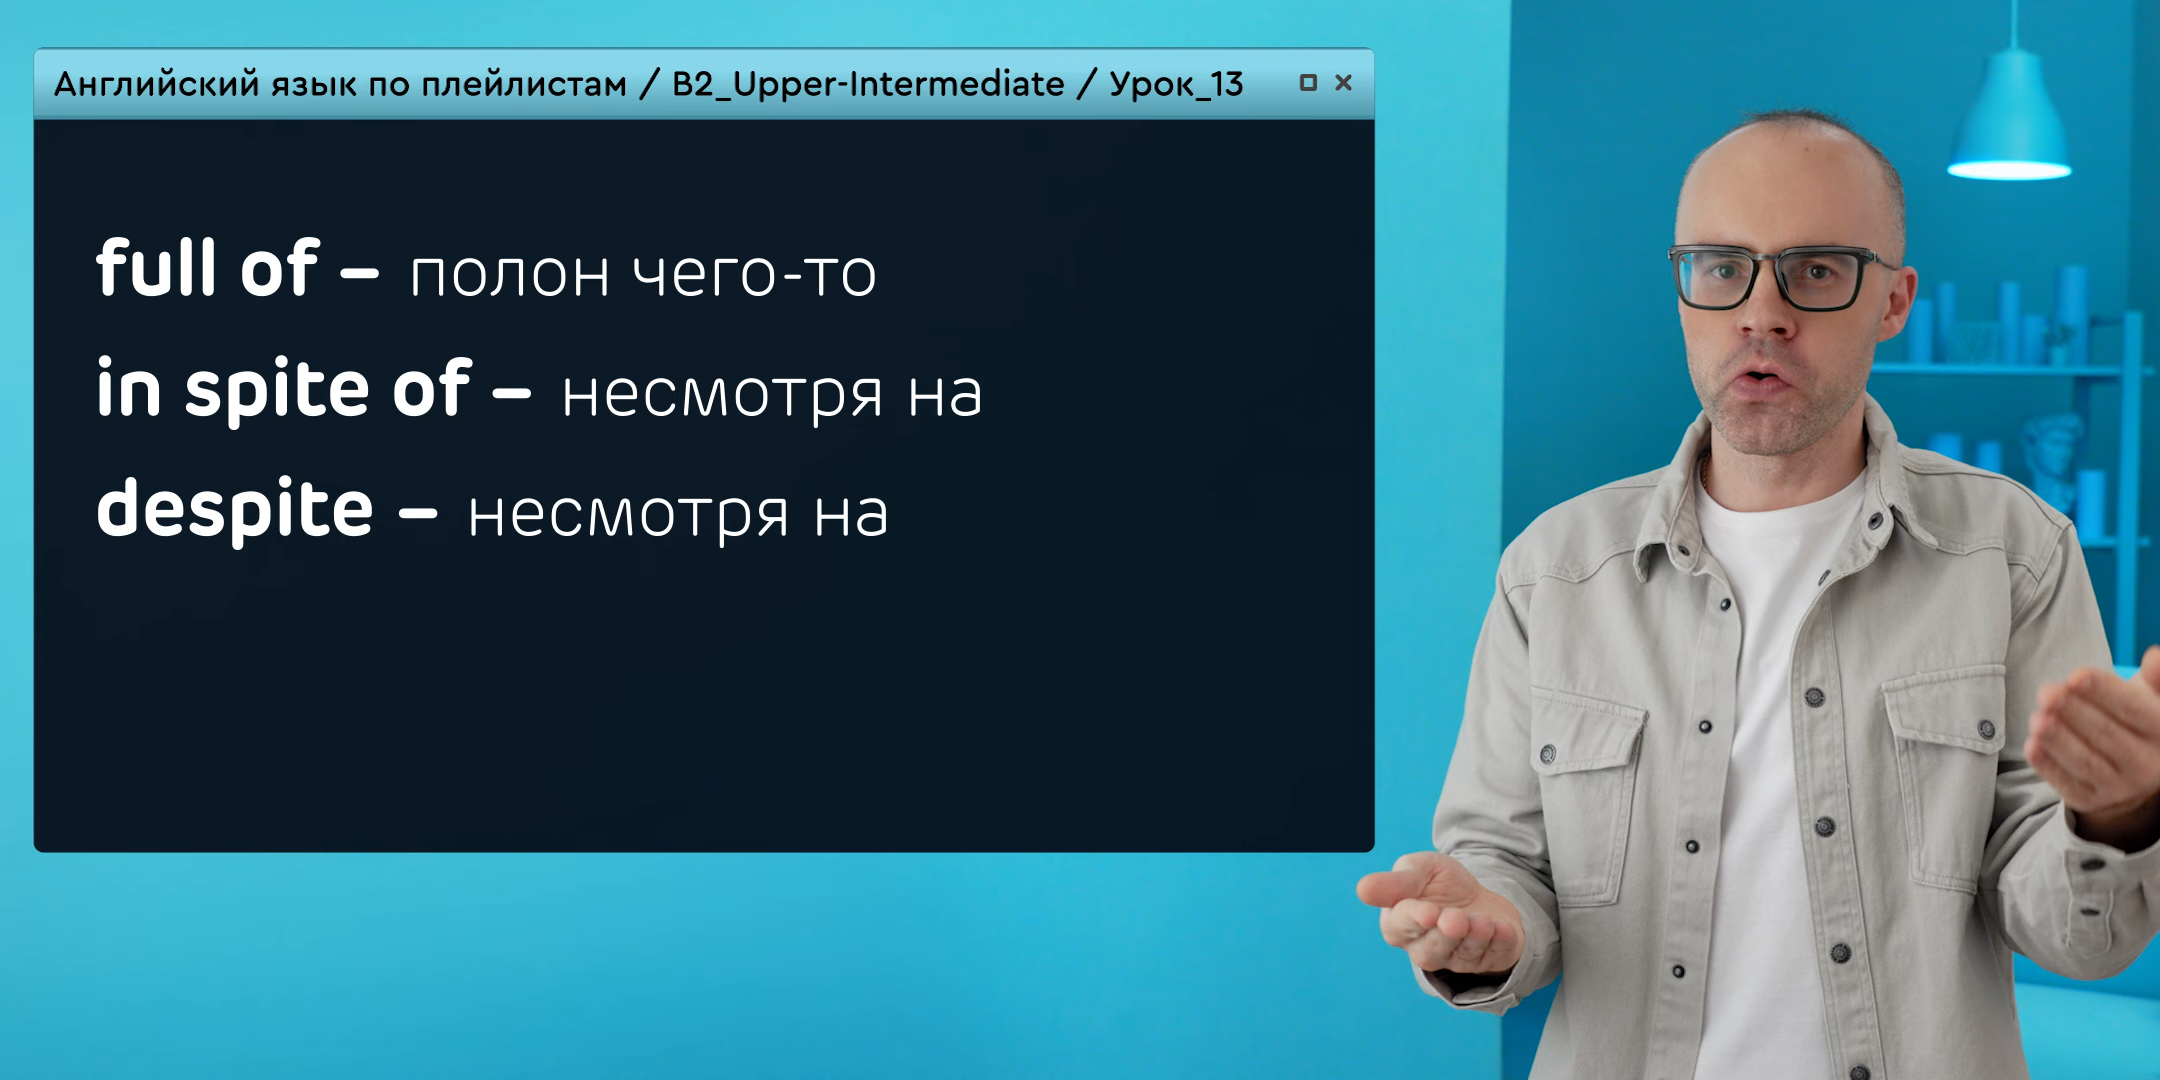 Английский язык по плейлистам / B2_Upper-Intermediate / Урок_13
full of – полон чего-то
in spite of – несмотря на
despite – несмотря на